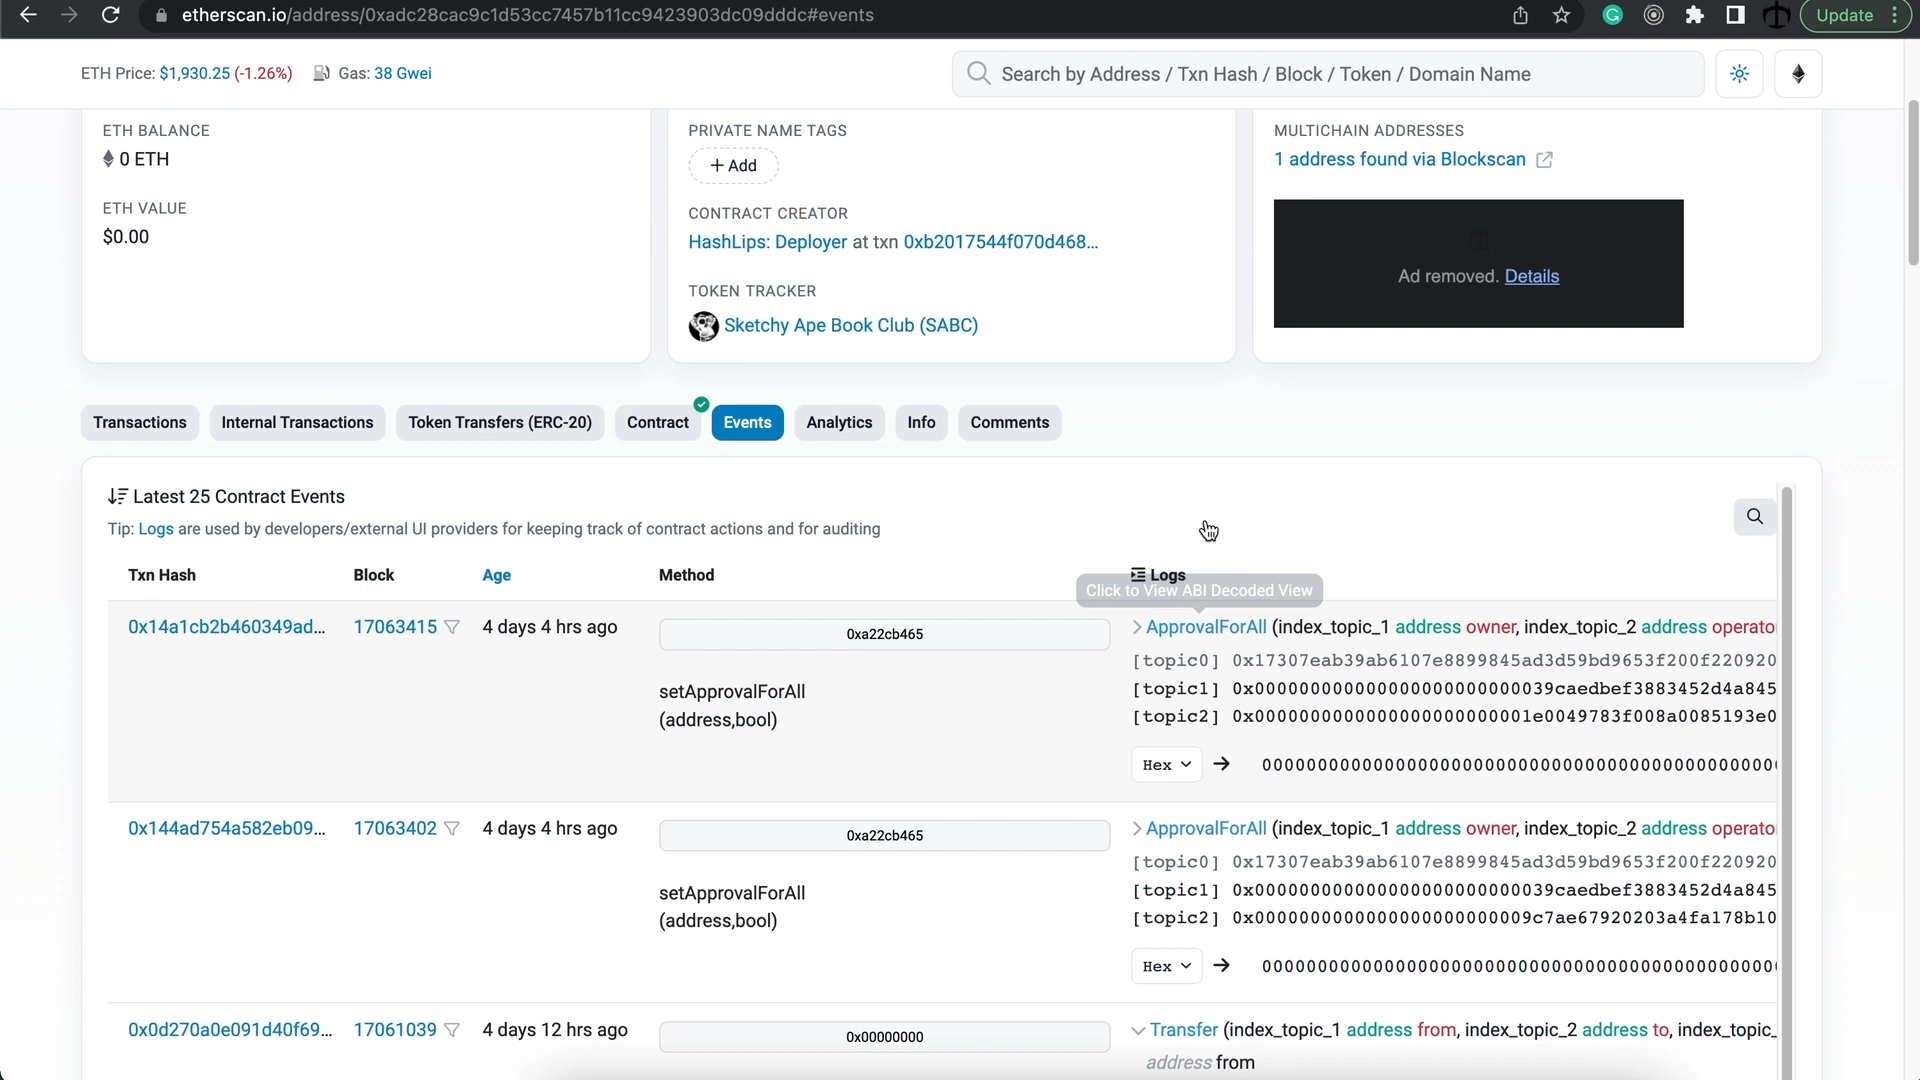 etherscan.io/address/0xadc28cac9c1d53cc7457b11cc9423903dc09dddc#events
Update
ETH Price: $1,930.25 (-1.26%) Gas: 38 Gwei
Search by Address / Txn Hash / Block / Token / Domain Name
ETH BALANCE
0 ETH
ETH VALUE
$0.00
PRIVATE NAME TAGS
+ Add
CONTRACT CREATOR
HashLips: Deployer at txn 0xb2017544f070d468...
TOKEN TRACKER
Sketchy Ape Book Club (SABC)
MULTICHAIN ADDRESSES
1 address found via Blockscan
Ad removed. Details
Transactions Internal Transactions Token Transfers (ERC-20) Contract Events Analytics Info Comments
Latest 25 Contract Events
Tip: Logs are used by developers/external UI providers for keeping track of contract actions and for auditing
Txn Hash Block Age Method Logs
Click to View ABI Decoded View
0x14a1cb2b460349ad... 17063415 4 days 4 hrs ago 0xa22cb465 ApprovalForAll (index_topic_1 address owner, index_topic_2 address operato
[topic0] 0x17307eab39ab6107e8899845ad3d59bd9653f200f220920
setApprovalForAll
(address,bool)
[topic1] 0x00000000000000000000000039caedbef3883452d4a845
[topic2] 0x0000000000000000000000001e0049783f008a0085193e0
Hex
0x144ad754a582eb09... 17063402 4 days 4 hrs ago 0xa22cb465 ApprovalForAll (index_topic_1 address owner, index_topic_2 address operato
[topic0] 0x17307eab39ab6107e8899845ad3d59bd9653f200f220920
setApprovalForAll
(address,bool)
[topic1] 0x00000000000000000000000039caedbef3883452d4a845
[topic2] 0x0000000000000000000000009c7ae67920203a4fa178b10
Hex
0x0d270a0e091d40f69... 17061039 4 days 12 hrs ago 0x00000000 Transfer (index_topic_1 address from, index_topic_2 address to, index_topic_
address from